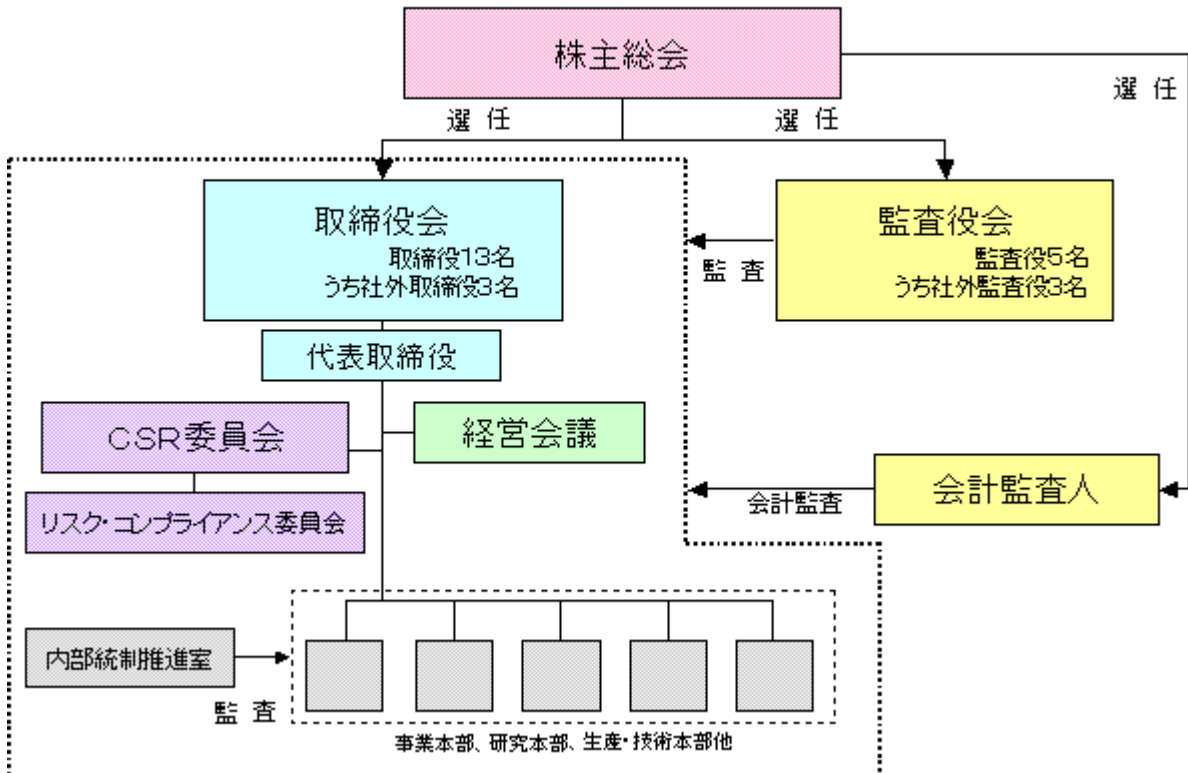 株主総会
選任
選任
選任
取締役会
取締役13名
うち社外取締役3名
監査役会
監査役5名
うち社外監査役3名
監査
代表取締役
CSR委員会
経営会議
リスク・コンプライアンス委員会
会計監査
会計監査人
内部統制推進室
監査
事業本部、研究本部、生産・技術本部他